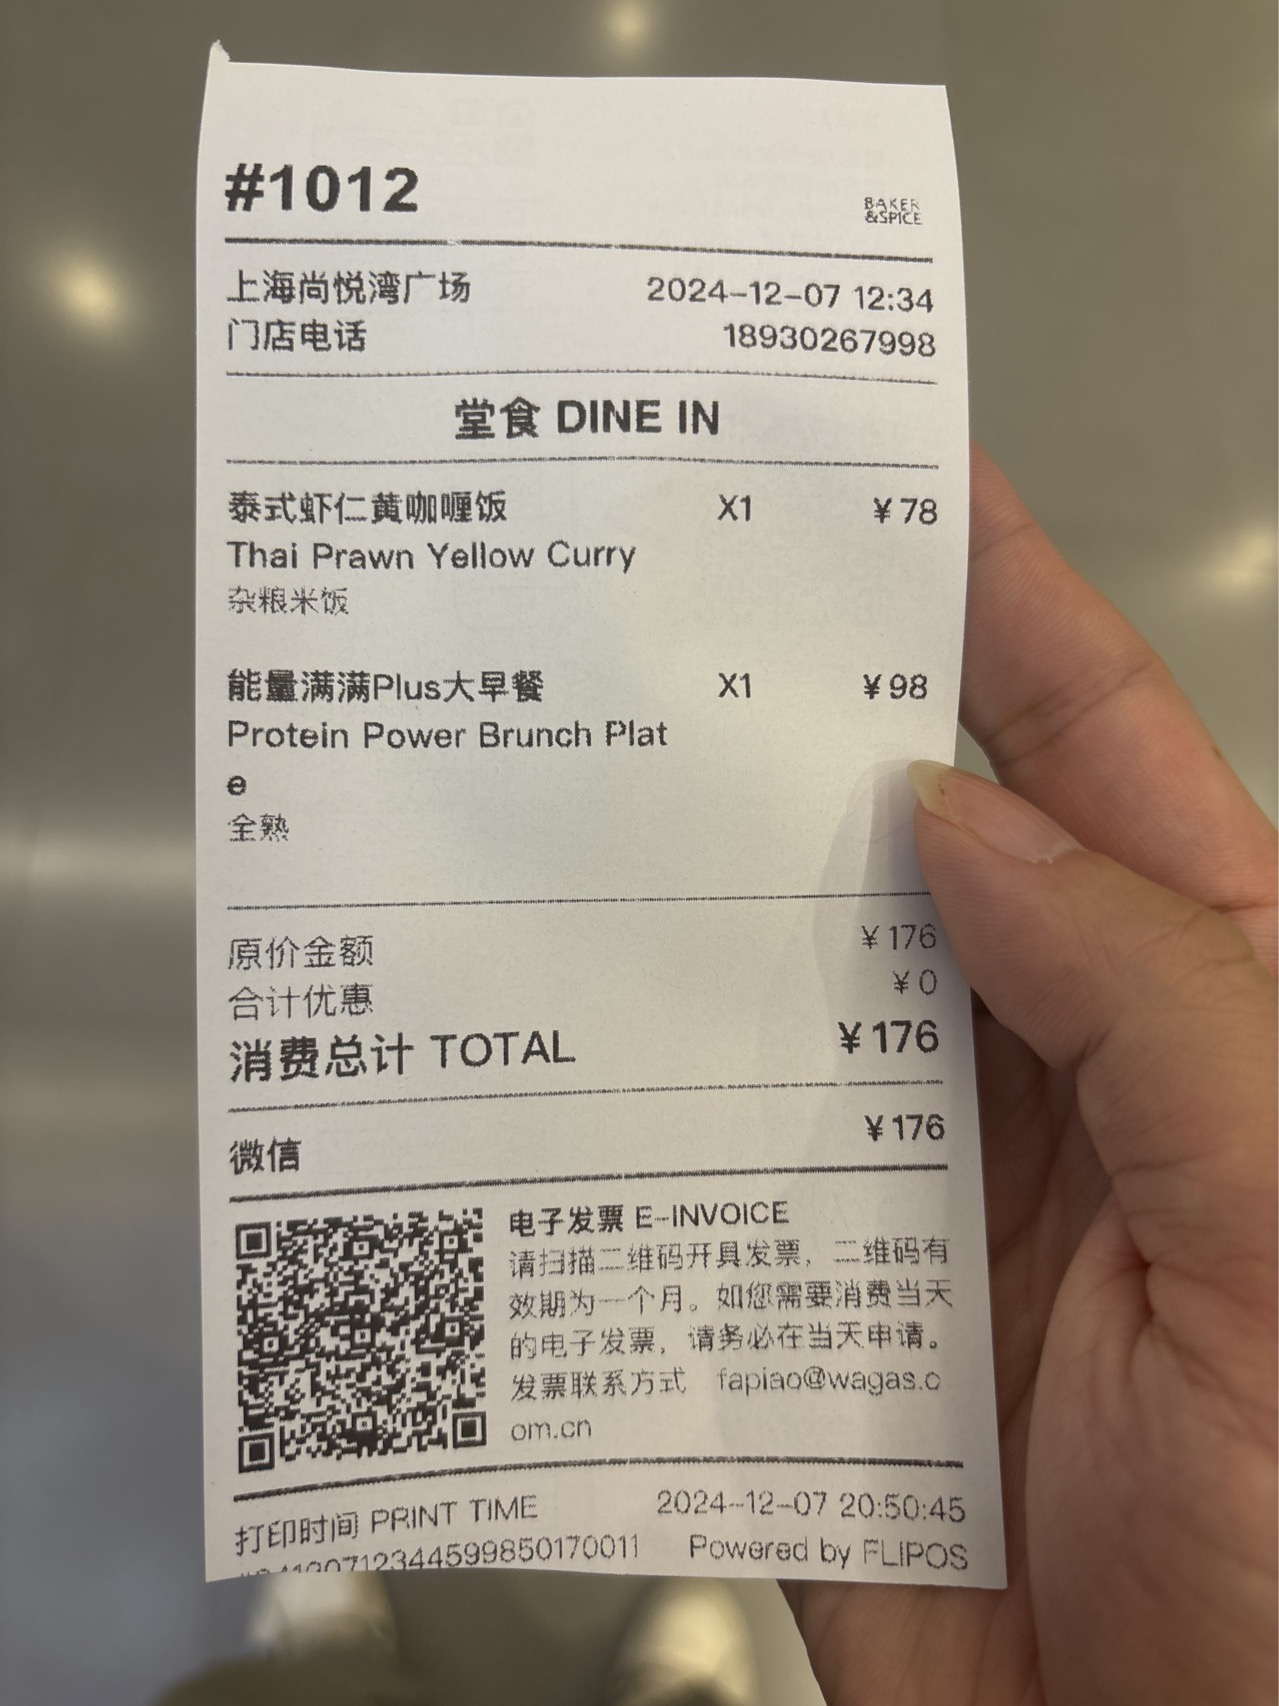 #1012
BAKER
&SPICE
上海尚悦湾广场 2024-12-07 12:34
门店电话 18930267998
堂食 DINE IN
泰式虾仁黄咖喱饭 X1 ¥78
Thai Prawn Yellow Curry
杂粮米饭
能量满满Plus大早餐 X1 ¥98
Protein Power Brunch Plat
e
全熟
原价金额 ¥176
合计优惠 ¥0
消费总计 TOTAL ¥176
微信 ¥176
电子发票 E-INVOICE
请扫描二维码开具发票，二维码有
效期为一个月。如您需要消费当天
的电子发票，请务必在当天申请。
发票联系方式 fapiao@wagas.c
om.cn
打印时间 PRINT TIME 2024-12-07 20:50:45
Powered by FLIPOS